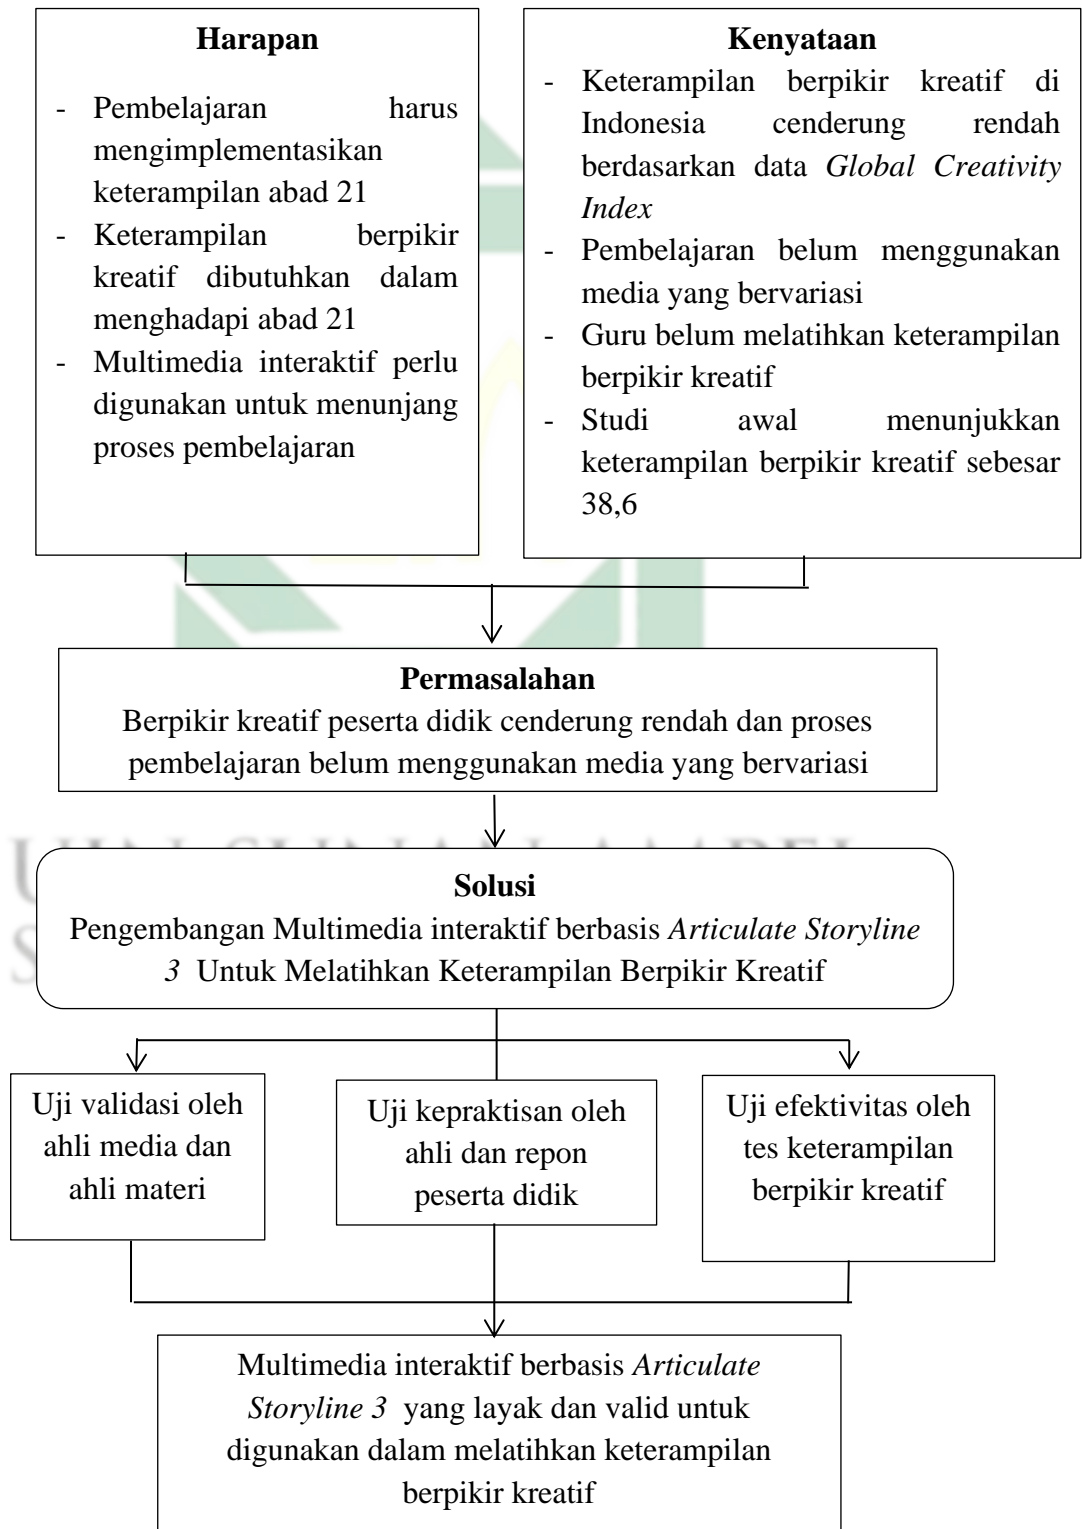 Harapan
- Pembelajaran harus
mengimplementasikan
keterampilan abad 21
- Keterampilan berpikir
kreatif dibutuhkan dalam
menghadapi abad 21
- Multimedia interaktif perlu
digunakan untuk menunjang
proses pembelajaran
Kenyataan
- Keterampilan berpikir kreatif di
Indonesia cenderung rendah
berdasarkan data Global Creativity
Index
- Pembelajaran belum menggunakan
media yang bervariasi
- Guru belum melatihkan keterampilan
berpikir kreatif
- Studi awal menunjukkan
keterampilan berpikir kreatif sebesar
38,6
Permasalahan
Berpikir kreatif peserta didik cenderung rendah dan proses
pembelajaran belum menggunakan media yang bervariasi
Solusi
Pengembangan Multimedia interaktif berbasis Articulate Storyline
3 Untuk Melatihkan Keterampilan Berpikir Kreatif
Uji validasi oleh
ahli media dan
ahli materi
Uji kepraktisan oleh
ahli dan repon
peserta didik
Uji efektivitas oleh
tes keterampilan
berpikir kreatif
Multimedia interaktif berbasis Articulate
Storyline 3 yang layak dan valid untuk
digunakan dalam melatihkan keterampilan
berpikir kreatif